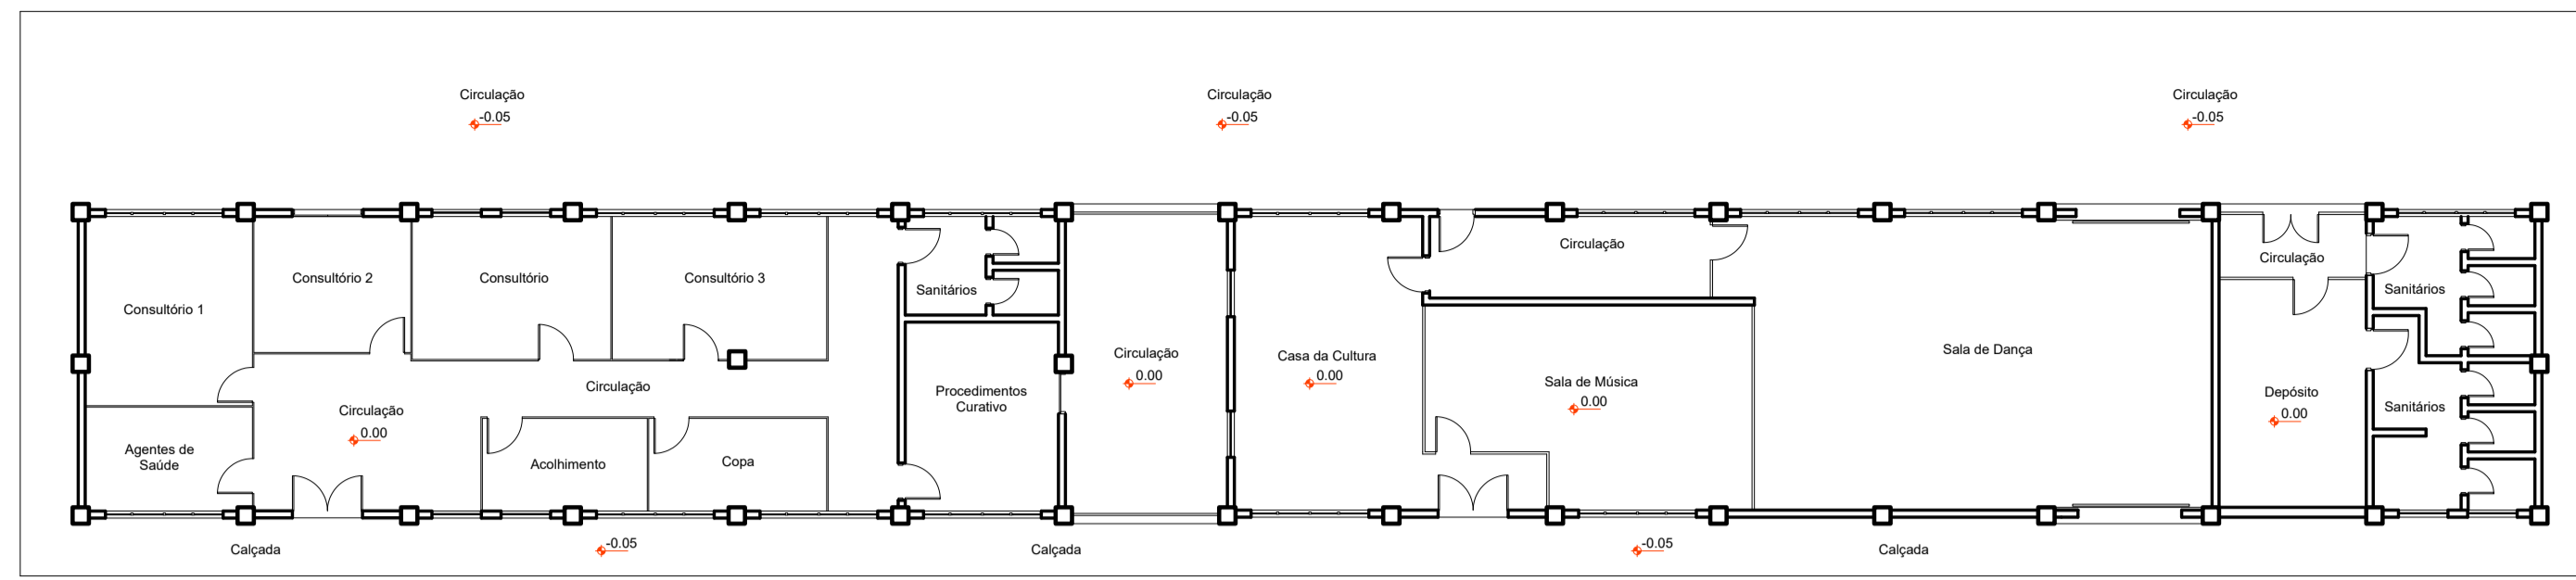 Circulação
-0.05
Circulação
-0.05
Circulação
-0.05
Consultório 1
Consultório 2
Consultório
Consultório 3
Sanitários
Circulação
Circulação
0.00
Agentes de
Saúde
Acolhimento
Copa
Procedimentos
Curativo
Circulação
0.00
Casa da Cultura
0.00
Circulação
Sala de Música
0.00
Sala de Dança
Circulação
Depósito
0.00
Sanitários
Sanitários
Calçada
-0.05
Calçada
-0.05
Calçada